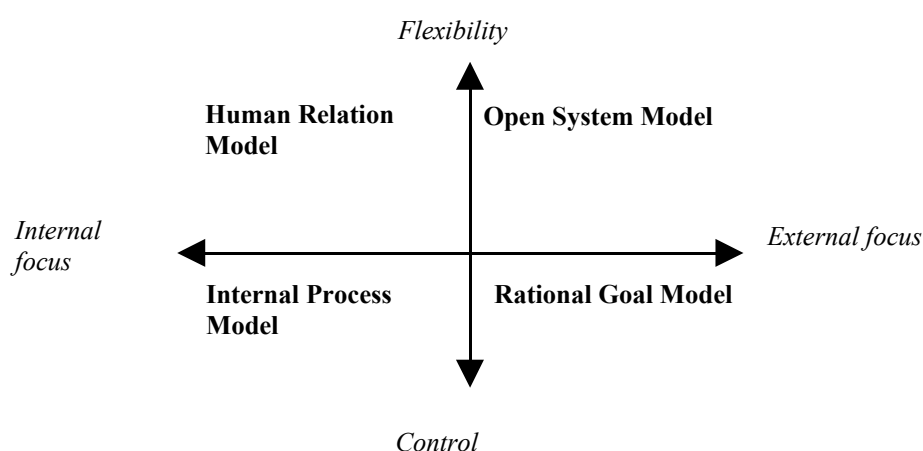 Flexibility
Human Relation
Model
Open System Model
Internal
focus
External focus
Internal Process
Model
Rational Goal Model
Control